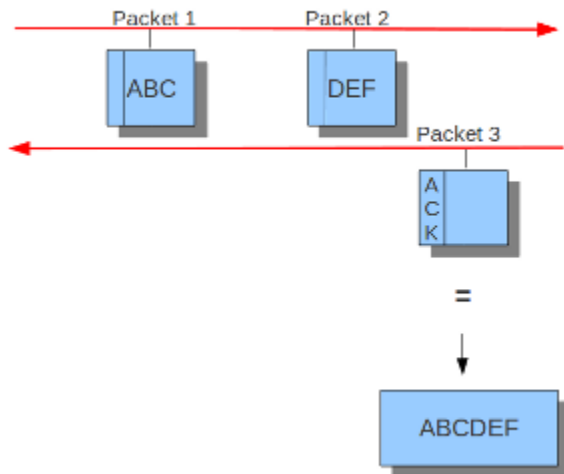 Packet 1
Packet 2
ABC
DEF
Packet 3
A
C
K
=
ABCDEF